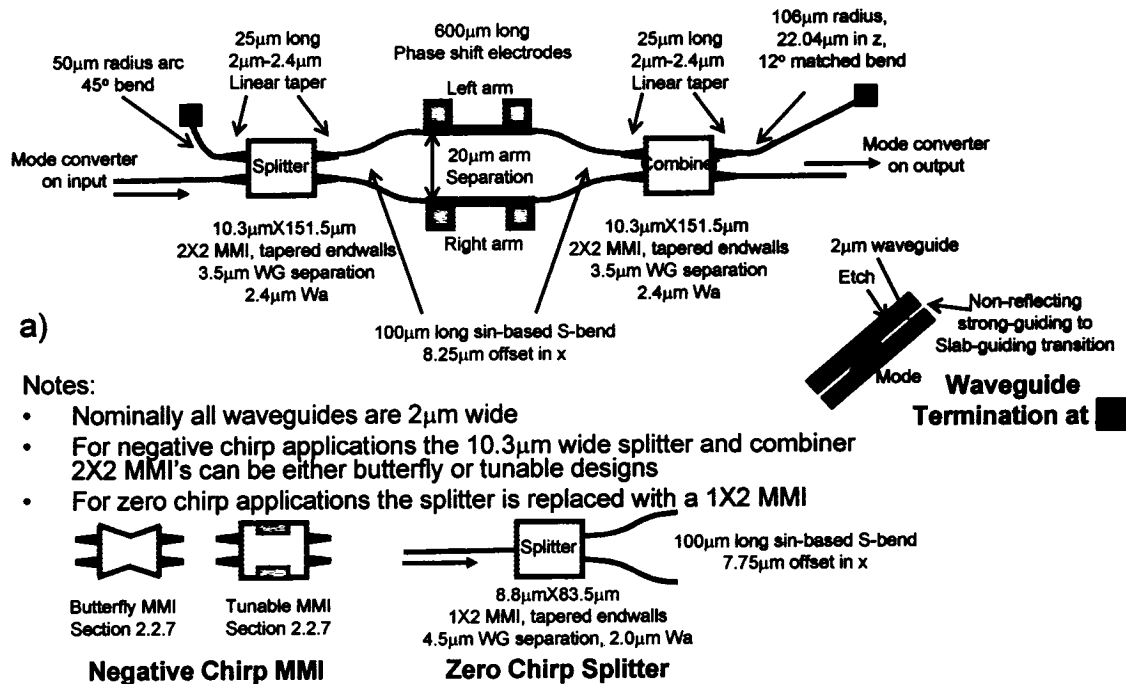 50μm radius arc
45º bend
25μm long
2μm-2.4μm
Linear taper
600μm long
Phase shift electrodes
Left arm
25μm long
2μm-2.4μm
Linear taper
106μm radius,
22.04μm in z,
12º matched bend
Mode converter
on input
Splitter
20μm arm
Separation
Combine
Mode converter
on output
Right arm
10.3μmX151.5μm
2X2 MMI, tapered endwalls
3.5μm WG separation
2.4μm Wa
10.3μmX151.5μm
2X2 MMI, tapered endwalls
3.5μm WG separation
2.4μm Wa
100μm long sin-based S-bend
8.25μm offset in x
2μm waveguide
Etch
Non-reflecting
strong-guiding to
Slab-guiding transition
Mode
Waveguide
Termination at
a)
Notes:
• Nominally all waveguides are 2μm wide
• For negative chirp applications the 10.3μm wide splitter and combiner
2X2 MMI's can be either butterfly or tunable designs
• For zero chirp applications the splitter is replaced with a 1X2 MMI
Butterfly MMI
Section 2.2.7
Tunable MMI
Section 2.2.7
Negative Chirp MMI
Splitter
100μm long sin-based S-bend
7.75μm offset in x
8.8μmX83.5μm
1X2 MMI, tapered endwalls
4.5μm WG separation, 2.0μm Wa
Zero Chirp Splitter